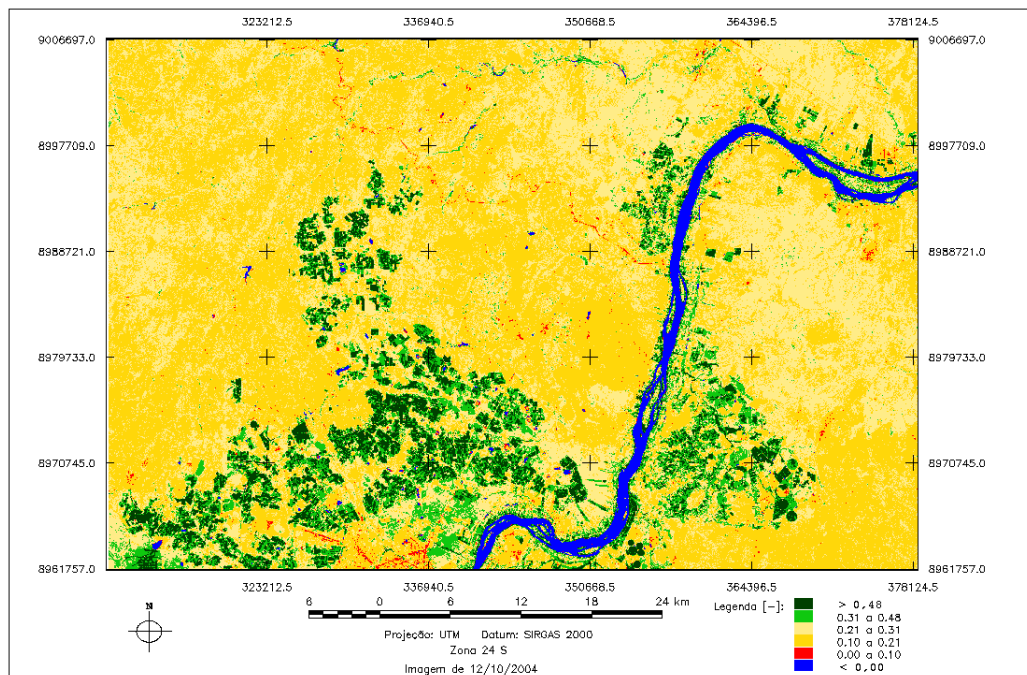 323212.5 336940.5 350668.5 364396.5 378124.5
9006697.0 9006697.0
8997709.0 8997709.0
8988721.0 8988721.0
8979733.0 8979733.0
8970745.0 8970745.0
8961757.0 8961757.0
323212.5 336940.5 350668.5 364396.5 378124.5
N
6 0 6 12 18 24 km
Projeção: UTM Datum: SIRGAS 2000
Zona 24 S
Imagem de 12/10/2004
Legenda [-]:
> 0,48
0.31 a 0.48
0.21 a 0.31
0.10 a 0.21
0.00 a 0.10
< 0,00